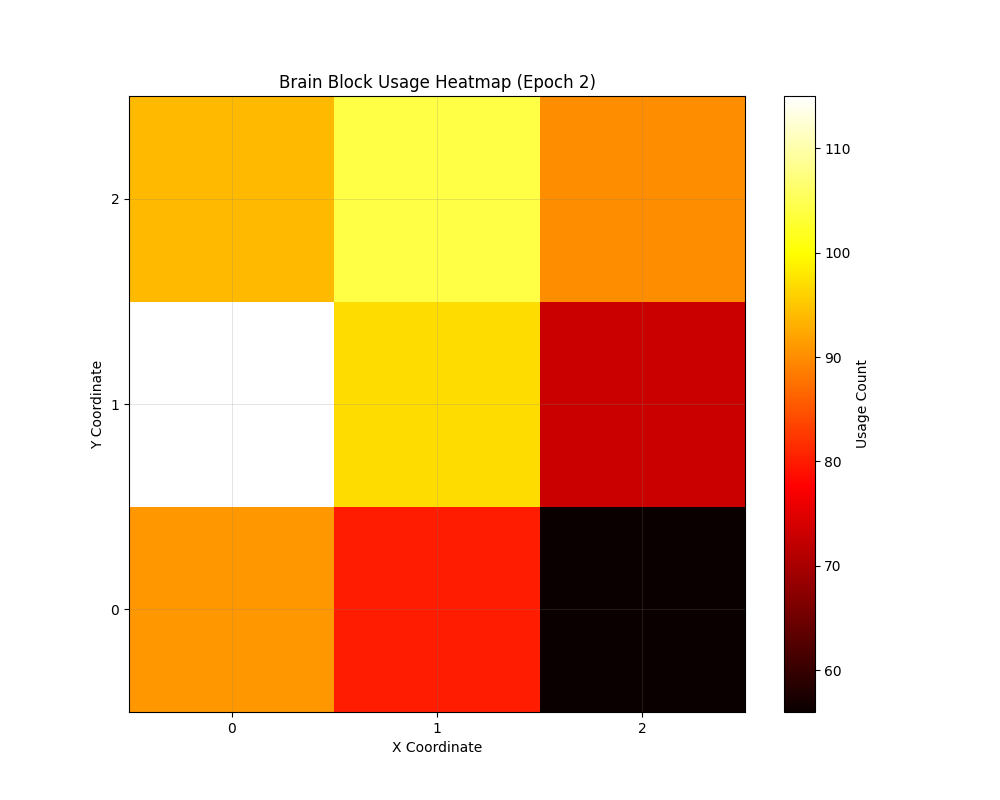 Brain Block Usage Heatmap (Epoch 2)
110
100
90
80
70
60
Usage Count
2
1
0
Y Coordinate
0 1 2
X Coordinate